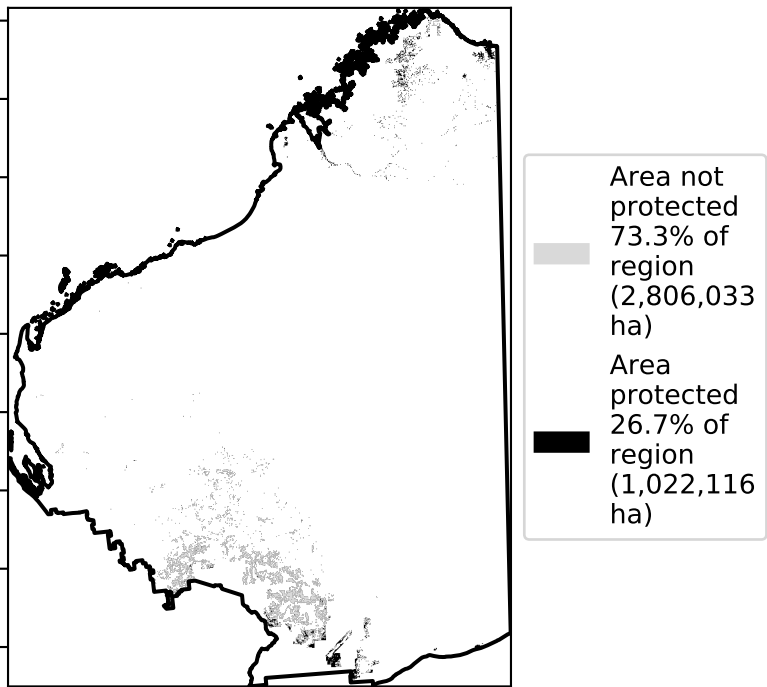 Area not
protected
73.3% of
region
(2,806,033
ha)
Area
protected
26.7% of
region
(1,022,116
ha)